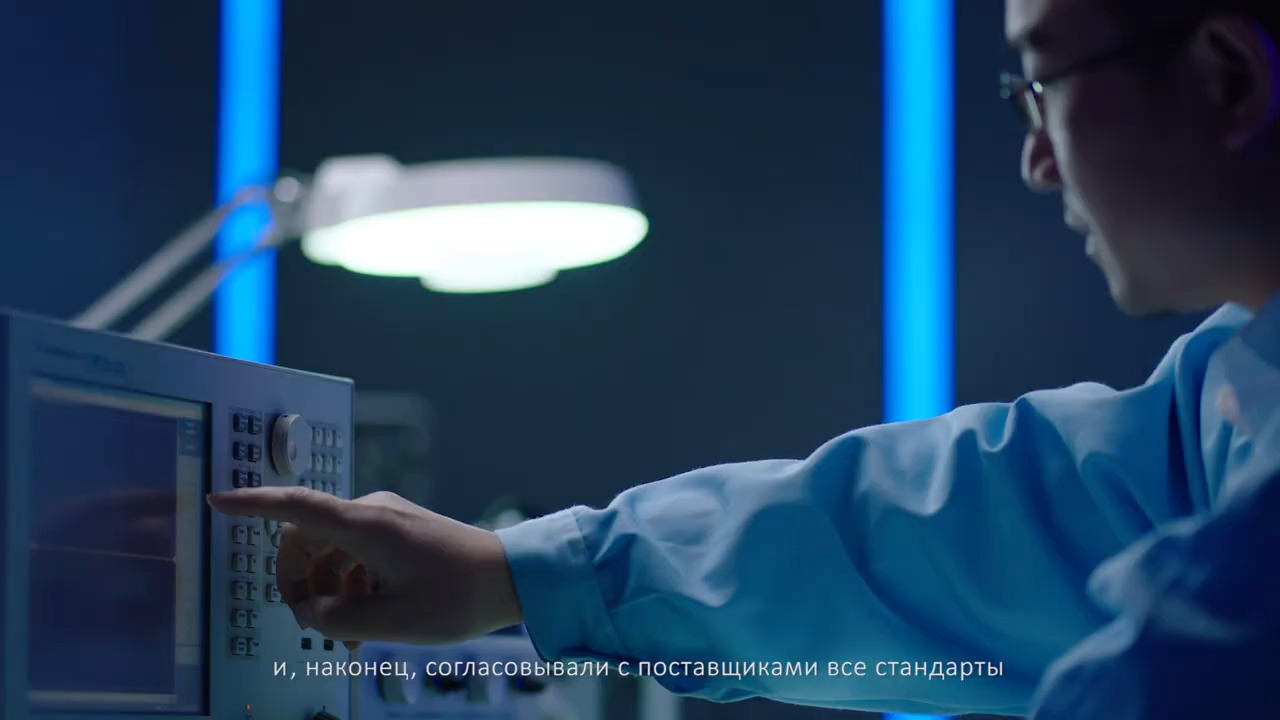 и, наконец, согласовывали с поставщиками все стандарты